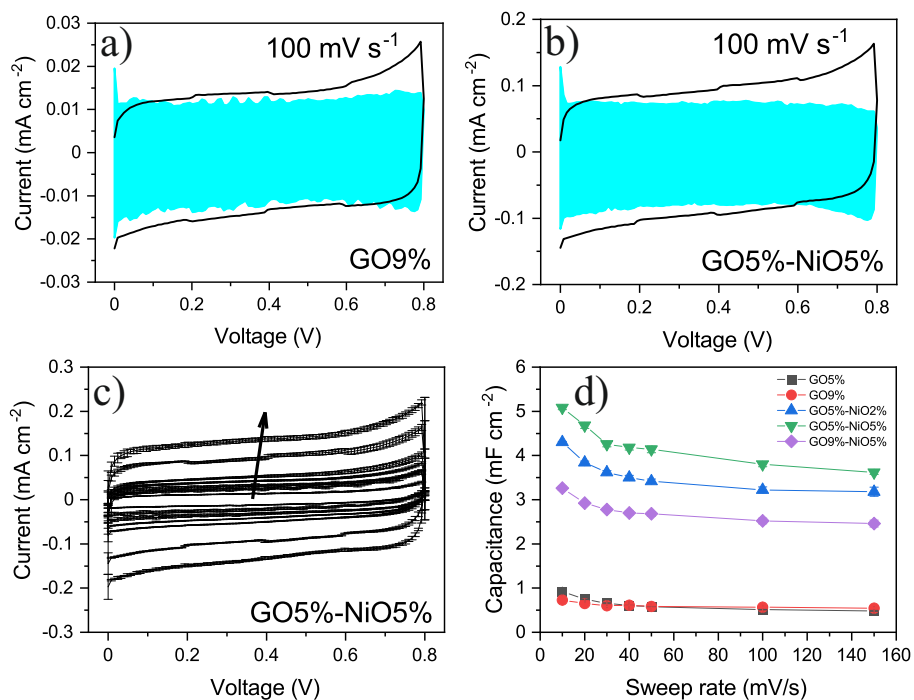 a)
100 mV s⁻¹
0.03
0.02
0.01
0
-0.01
-0.02
-0.03
Current (mA cm⁻²)
GO9%
0
0.2
0.4
0.6
0.8
Voltage (V)
b)
100 mV s⁻¹
0.2
0.1
0
-0.1
-0.2
Current (mA cm⁻²)
GO5%-NiO5%
0
0.2
0.4
0.6
0.8
Voltage (V)
c)
0.3
0.2
0.1
0
-0.1
-0.2
-0.3
Current (mA cm⁻²)
GO5%-NiO5%
0
0.2
0.4
0.6
0.8
Voltage (V)
d)
GO5%
GO9%
GO5%-NiO2%
GO5%-NiO5%
GO9%-NiO5%
6
5
4
3
2
1
0
Capacitance (mF cm⁻²)
0
20
40
60
80
100
120
140
160
Sweep rate (mV/s)